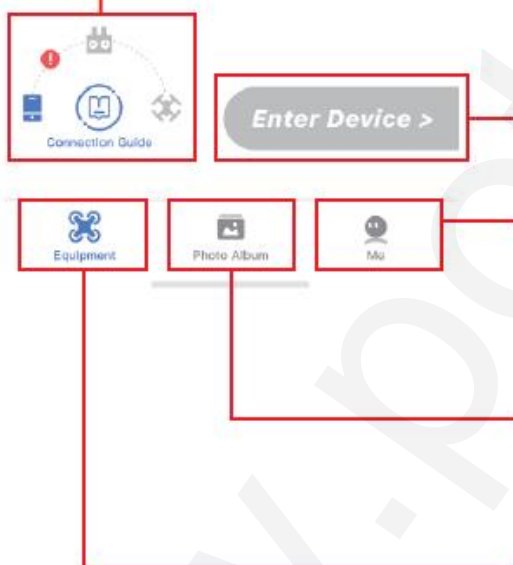 Connection Guide
Enter Device >
Equipment
Photo Album
Me